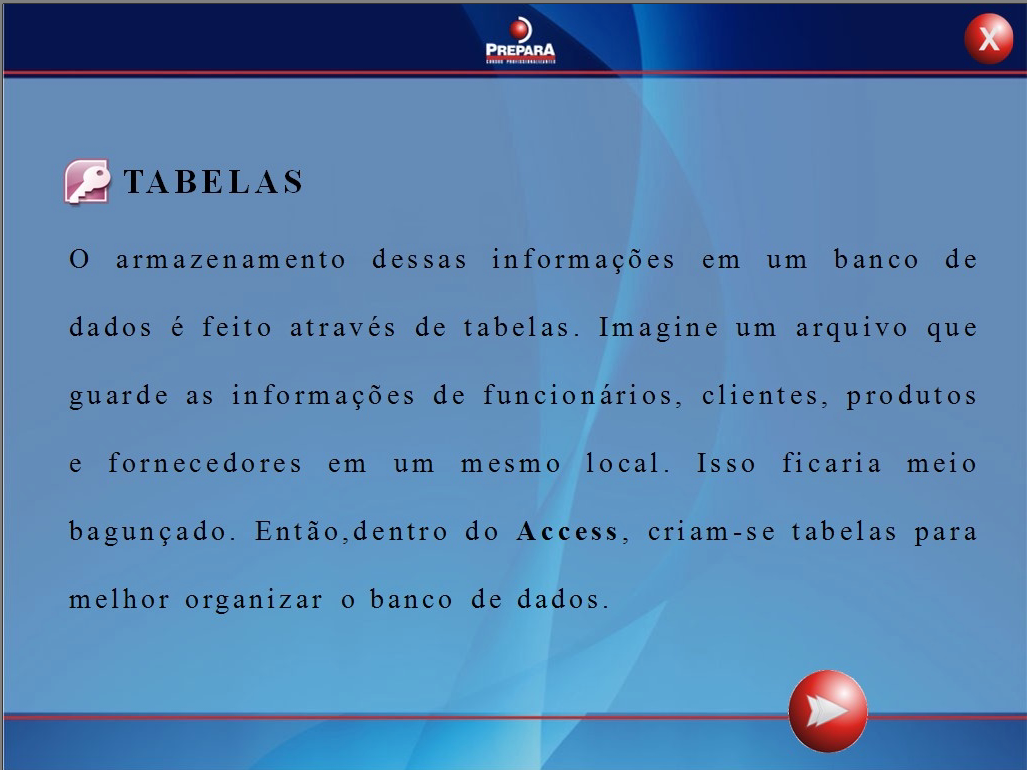 PREPARA
CURSOS PROFISSIONALIZANTES
X
TABELAS
O armazenamento dessas informações em um banco de
dados é feito através de tabelas. Imagine um arquivo que
guarde as informações de funcionários, clientes, produtos
e fornecedores em um mesmo local. Isso ficaria meio
bagunçado. Então,dentro do Access, criam-se tabelas para
melhor organizar o banco de dados.